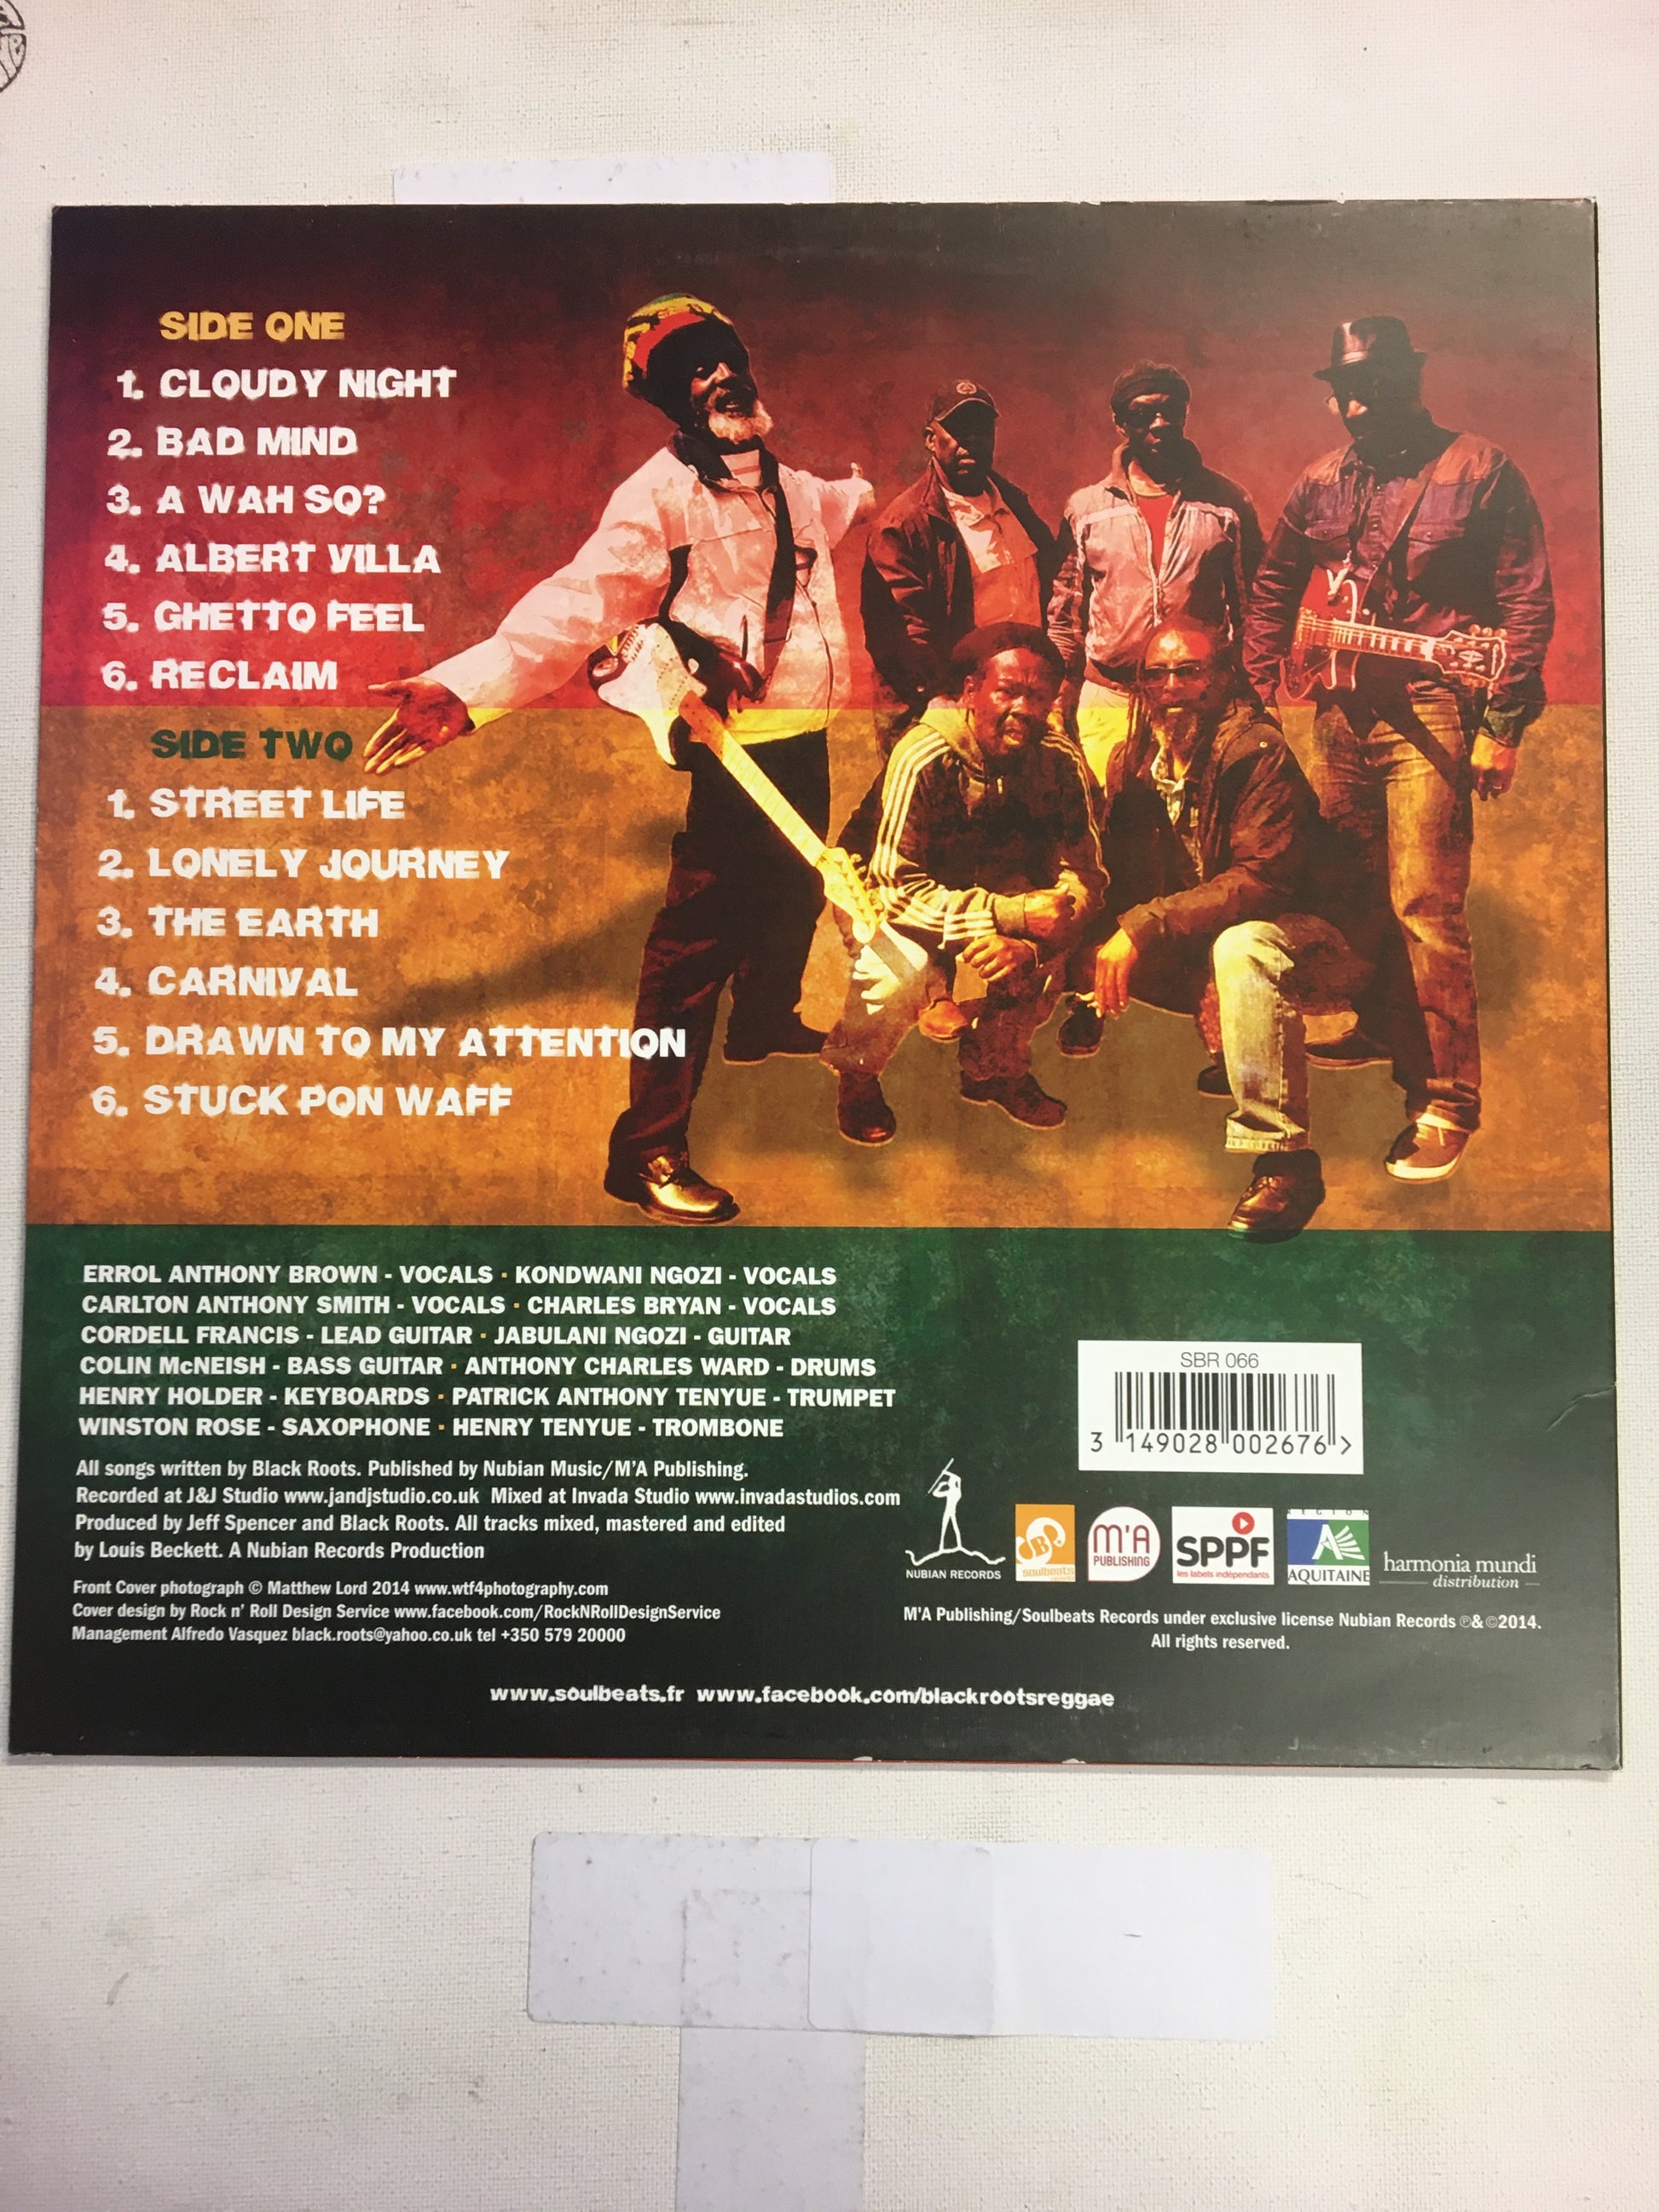 SIDE ONE
1. CLOUDY NIGHT
2. BAD MIND
3. A WAH SO?
4. ALBERT VILLA
5. GHETTO FEEL
6. RECLAIM
SIDE TWO
1. STREET LIFE
2. LONELY JOURNEY
3. THE EARTH
4. CARNIVAL
5. DRAWN TO MY ATTENTION
6. STUCK PON WAFF
ERROL ANTHONY BROWN - VOCALS · KONDWANI NGOZI - VOCALS
CARLTON ANTHONY SMITH - VOCALS · CHARLES BRYAN - VOCALS
CORDELL FRANCIS - LEAD GUITAR · JABULANI NGOZI - GUITAR
COLIN McNEISH - BASS GUITAR · ANTHONY CHARLES WARD - DRUMS
HENRY HOLDER - KEYBOARDS · PATRICK ANTHONY TENYUE - TRUMPET
WINSTON ROSE - SAXOPHONE · HENRY TENYUE - TROMBONE
All songs written by Black Roots. Published by Nubian Music/M'A Publishing.
Recorded at J&J Studio www.jandjstudio.co.uk Mixed at Invada Studio www.invadastudios.com
Produced by Jeff Spencer and Black Roots. All tracks mixed, mastered and edited
by Louis Beckett. A Nubian Records Production
Front Cover photograph © Matthew Lord 2014 www.wtf4photography.com
Cover design by Rock n' Roll Design Service www.facebook.com/RockNRollDesignService
Management Alfredo Vasquez black.roots@yahoo.co.uk tel +350 579 20000
SBR 066
3 149028 002676 >
NUBIAN RECORDS
soulbeats
M'A
PUBLISHING
SPPF
les labels indépendants
REGION
AQUITAINE
harmonia mundi
distribution
M'A Publishing/Soulbeats Records under exclusive license Nubian Records ℗&©2014.
All rights reserved.
www.soulbeats.fr www.facebook.com/blackrootsreggae